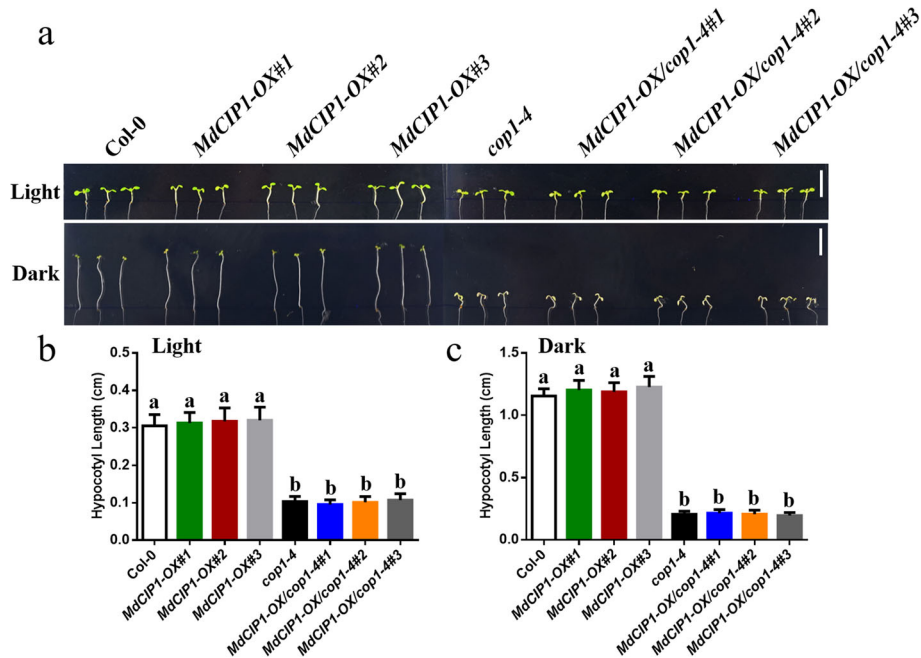 a
Col-0
MdCIP1-OX#1
MdCIP1-OX#2
MdCIP1-OX#3
cop1-4
MdCIP1-OX/cop1-4#1
MdCIP1-OX/cop1-4#2
MdCIP1-OX/cop1-4#3
Light
Dark
b
Light
Hypocotyl Length (cm)
0.5
0.4
0.3
0.2
0.1
0.0
a
a
a
a
b
b
b
b
Col-0
MdCIP1-OX#1
MdCIP1-OX#2
MdCIP1-OX#3
cop1-4
MdCIP1-OX/cop1-4#1
MdCIP1-OX/cop1-4#2
MdCIP1-OX/cop1-4#3
c
Dark
Hypocotyl Length (cm)
1.5
1.0
0.5
0.0
a
a
a
a
b
b
b
b
Col-0
MdCIP1-OX#1
MdCIP1-OX#2
MdCIP1-OX#3
cop1-4
MdCIP1-OX/cop1-4#1
MdCIP1-OX/cop1-4#2
MdCIP1-OX/cop1-4#3